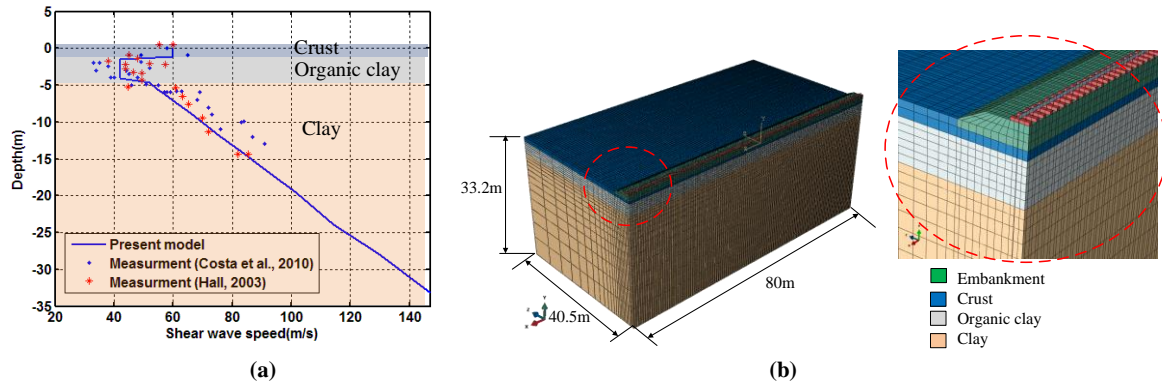 5
0
-5
-10
-15
-20
-25
-30
-35
Depth(m)
Crust
Organic clay
Clay
Present model
Measurment (Costa et al., 2010)
Measurment (Hall, 2003)
20 40 60 80 100 120 140
Shear wave speed(m/s)
(a)
33.2m
40.5m
80m
(b)
Embankment
Crust
Organic clay
Clay